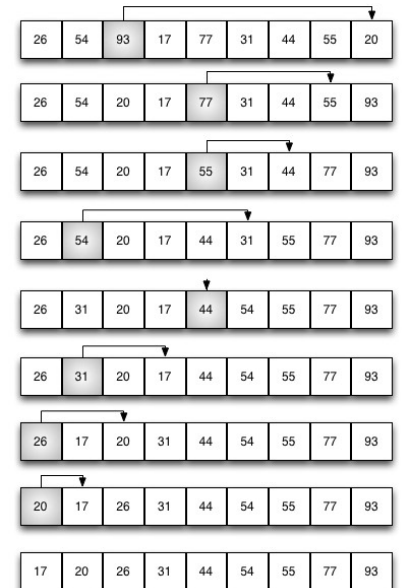 26 54 93 17 77 31 44 55 20
26 54 20 17 77 31 44 55 93
26 54 20 17 55 31 44 77 93
26 54 20 17 44 31 55 77 93
26 31 20 17 44 54 55 77 93
26 31 20 17 44 54 55 77 93
26 17 20 31 44 54 55 77 93
20 17 26 31 44 54 55 77 93
17 20 26 31 44 54 55 77 93